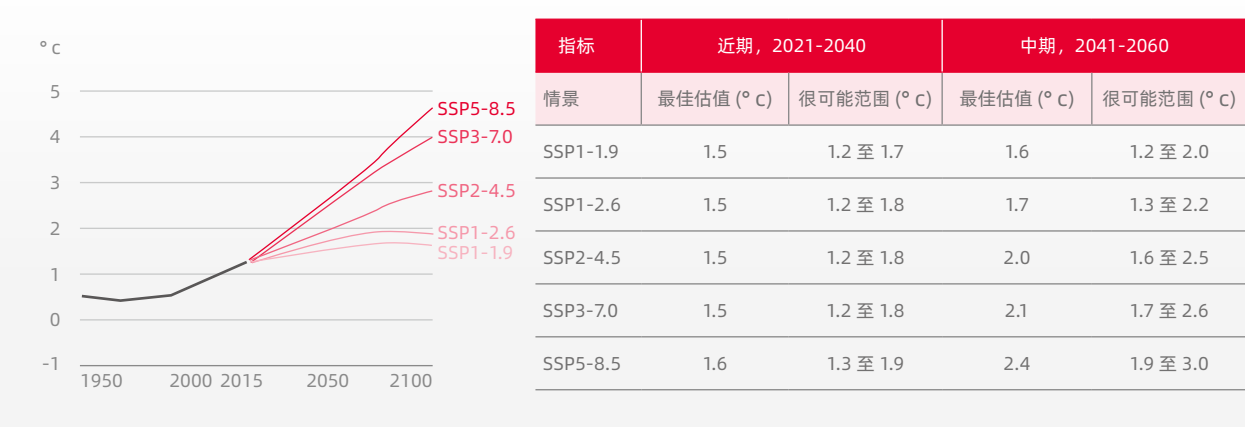 ° c
5
4
3
2
1
0
-1
1950 2000 2015 2050 2100
SSP5-8.5
SSP3-7.0
SSP2-4.5
SSP1-2.6
SSP1-1.9
指标 近期，2021-2040 中期，2041-2060
情景 最佳估值 (° c) 很可能范围 (° c) 最佳估值 (° c) 很可能范围 (° c)
SSP1-1.9 1.5 1.2 至 1.7 1.6 1.2 至 2.0
SSP1-2.6 1.5 1.2 至 1.8 1.7 1.3 至 2.2
SSP2-4.5 1.5 1.2 至 1.8 2.0 1.6 至 2.5
SSP3-7.0 1.5 1.2 至 1.8 2.1 1.7 至 2.6
SSP5-8.5 1.6 1.3 至 1.9 2.4 1.9 至 3.0